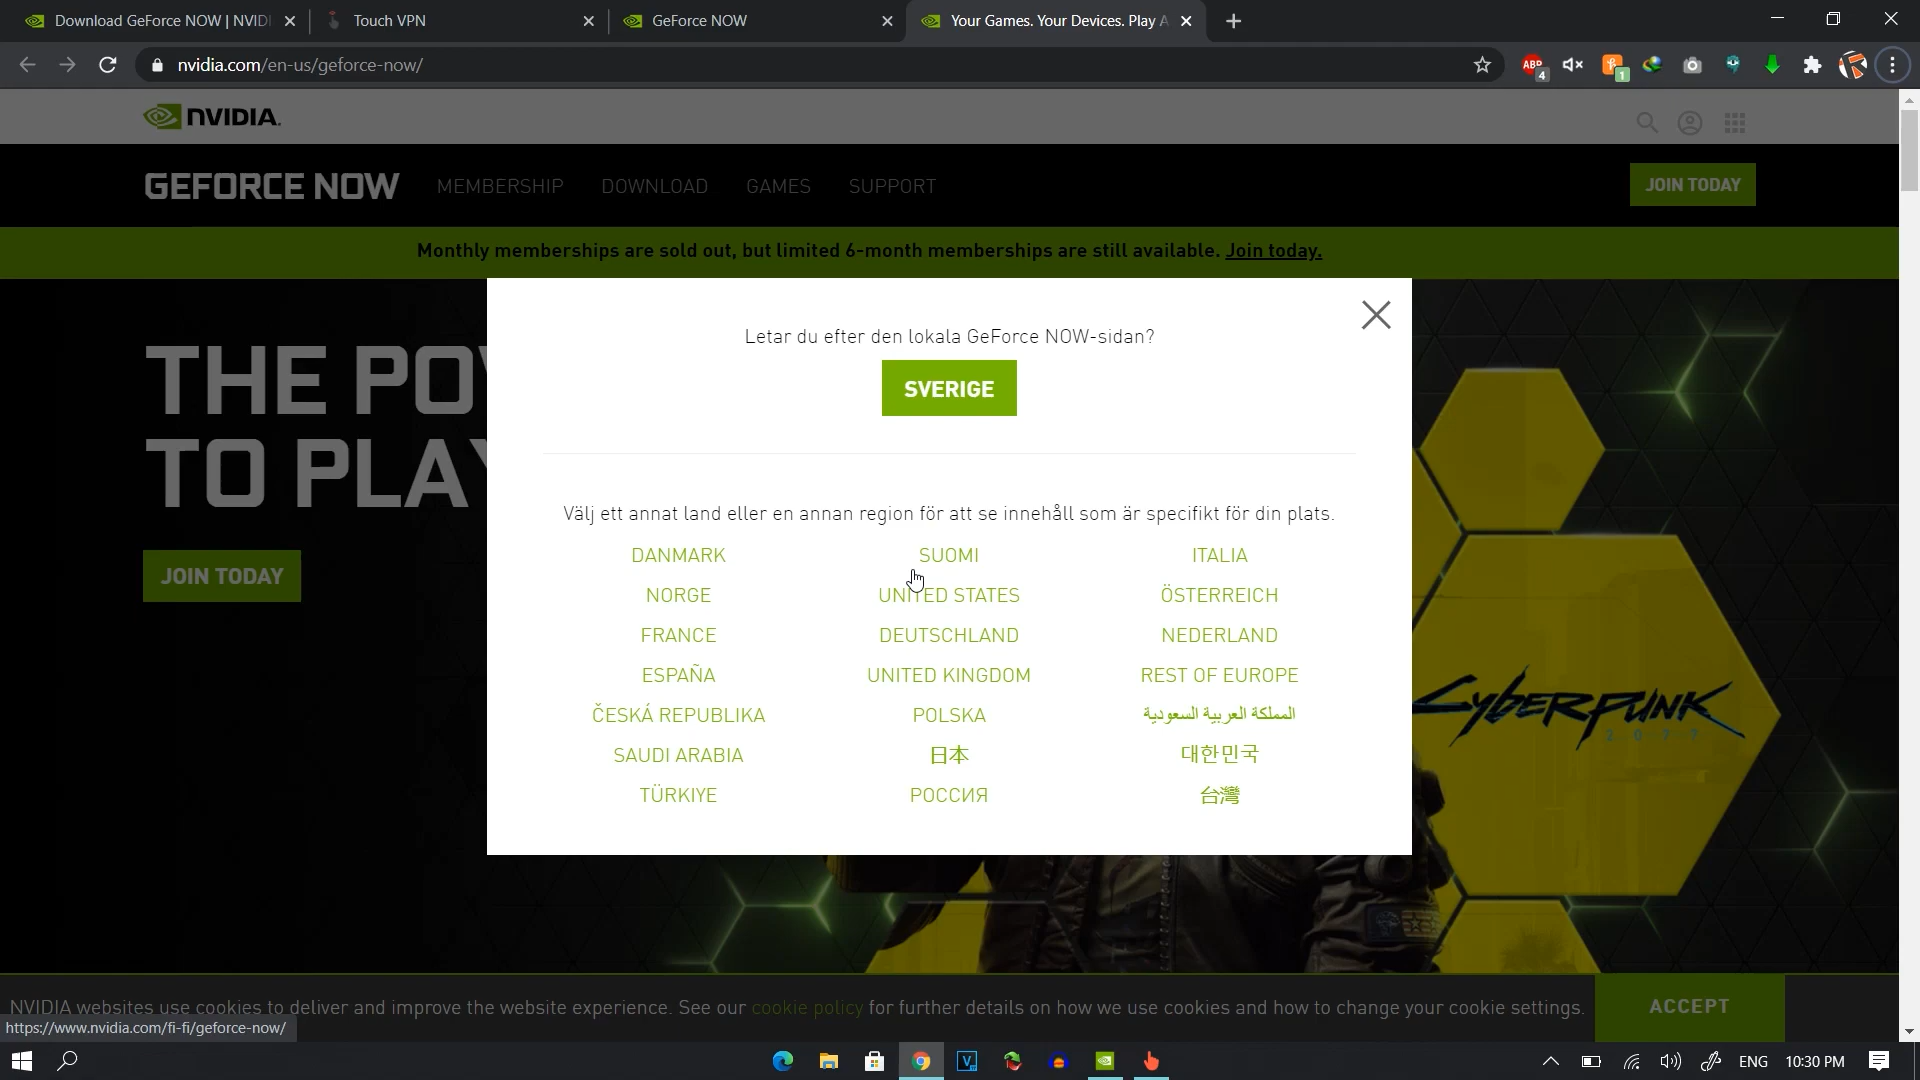 Download GeForce NOW | NVIDI
Touch VPN
GeForce NOW
Your Games. Your Devices. Play A
nvidia.com/en-us/geforce-now/
ABP
4
1
NVIDIA.
GEFORCE NOW
MEMBERSHIP
DOWNLOAD
GAMES
SUPPORT
JOIN TODAY
Monthly memberships are sold out, but limited 6-month memberships are still available. Join today.
THE PO
TO PLA
JOIN TODAY
Letar du efter den lokala GeForce NOW-sidan?
SVERIGE
Välj ett annat land eller en annan region för att se innehåll som är specifikt för din plats.
DANMARK
SUOMI
ITALIA
NORGE
UNITED STATES
ÖSTERREICH
FRANCE
DEUTSCHLAND
NEDERLAND
ESPAÑA
UNITED KINGDOM
REST OF EUROPE
ČESKÁ REPUBLIKA
POLSKA
المملكة العربية السعودية
SAUDI ARABIA
日本
대한민국
TÜRKIYE
РОССИЯ
台灣
CYBERPUNK
2077
NVIDIA websites use cookies to deliver and improve the website experience. See our cookie policy for further details on how we use cookies and how to change your cookie settings.
ACCEPT
https://www.nvidia.com/fi-fi/geforce-now/
ENG
10:30 PM